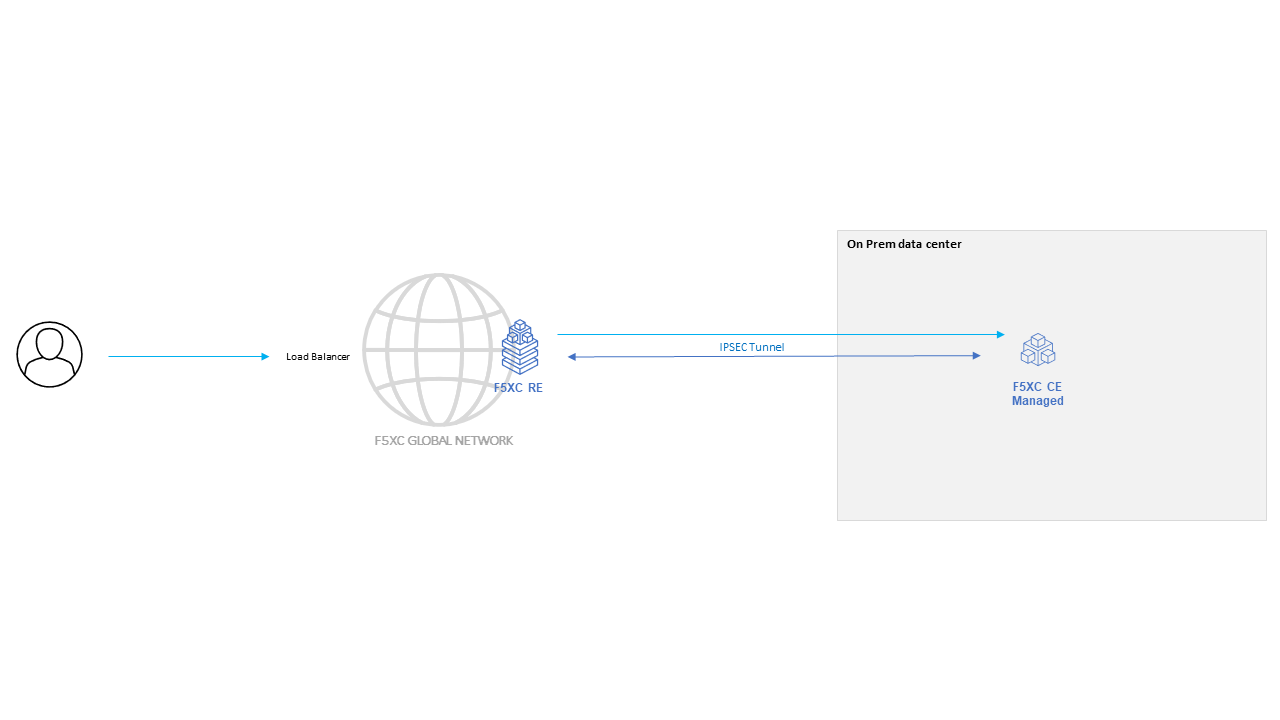 On Prem data center
IPSEC Tunnel
Load Balancer
F5XC RE
F5XC CE
Managed
F5XC GLOBAL NETWORK